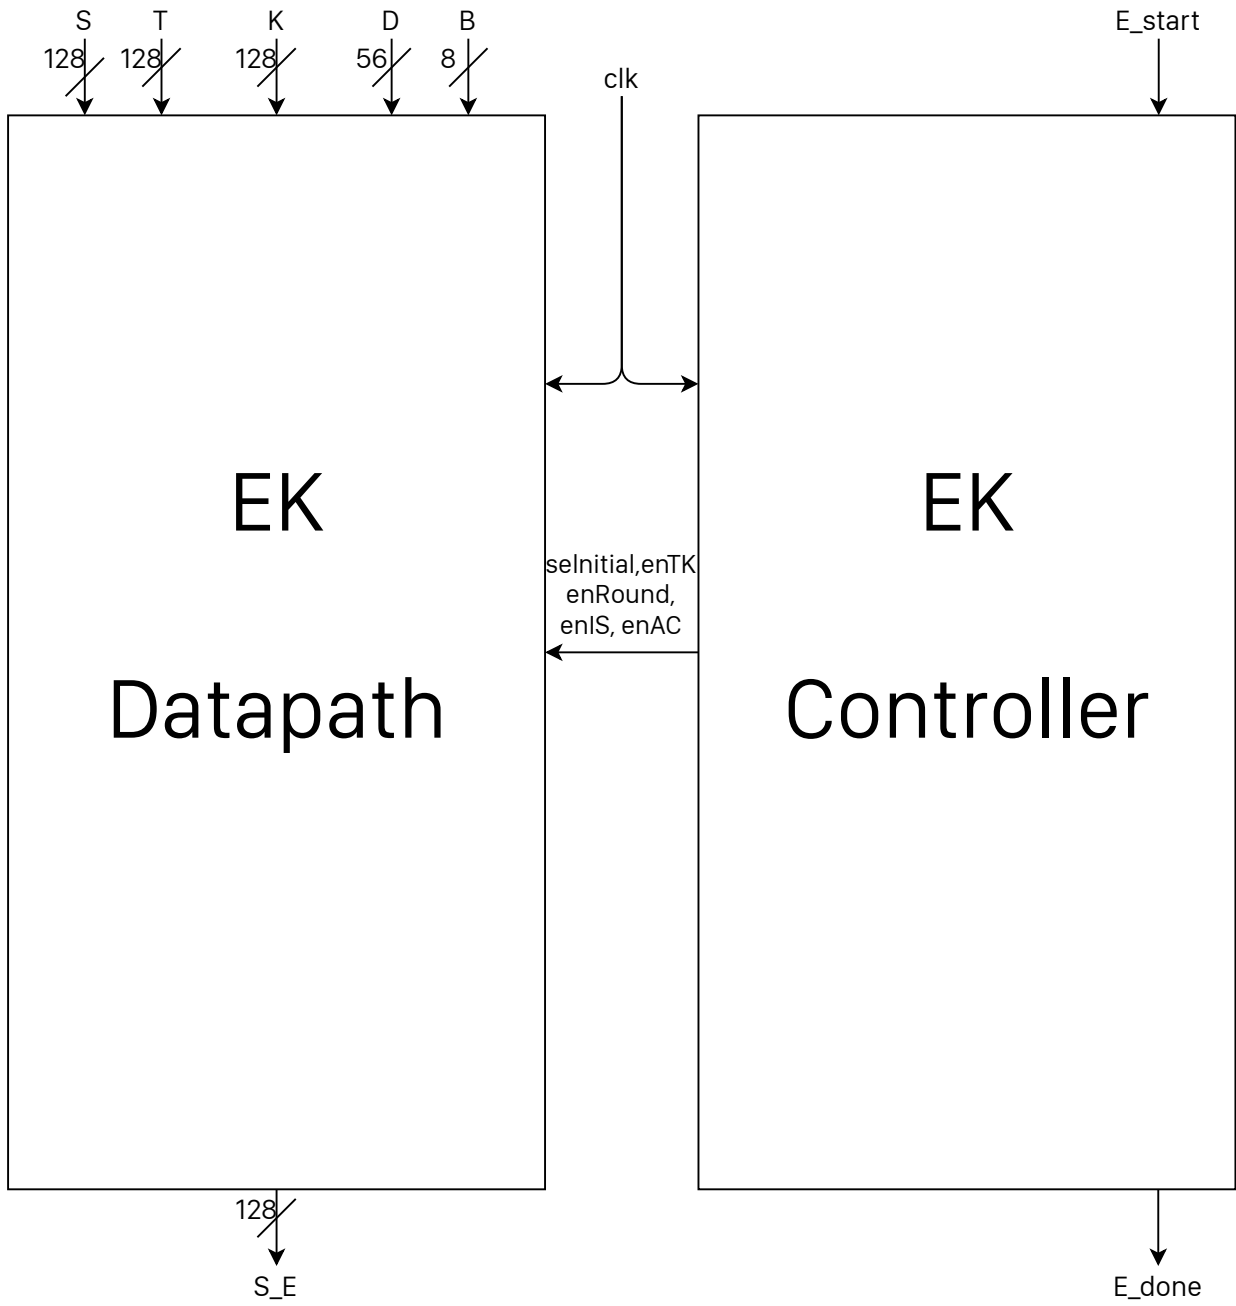 S T K D B E_start
128 128 128 56 8
clk
EK EK
selnitial,enTK
enRound,
enIS, enAC
Datapath Controller
128
S_E E_done